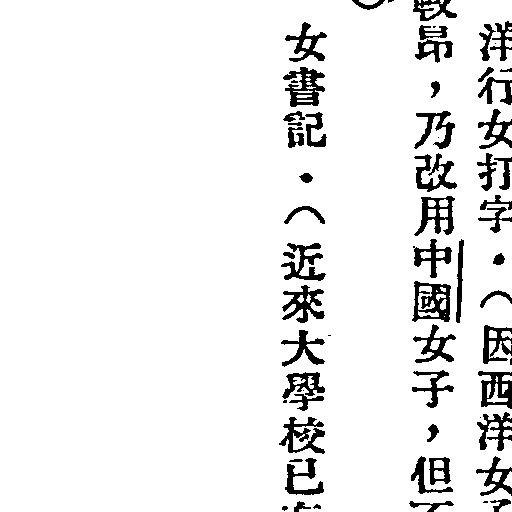 洋行女打字・（因西洋女
昂，乃改用中國女子，但
女書記・（近來大學校已